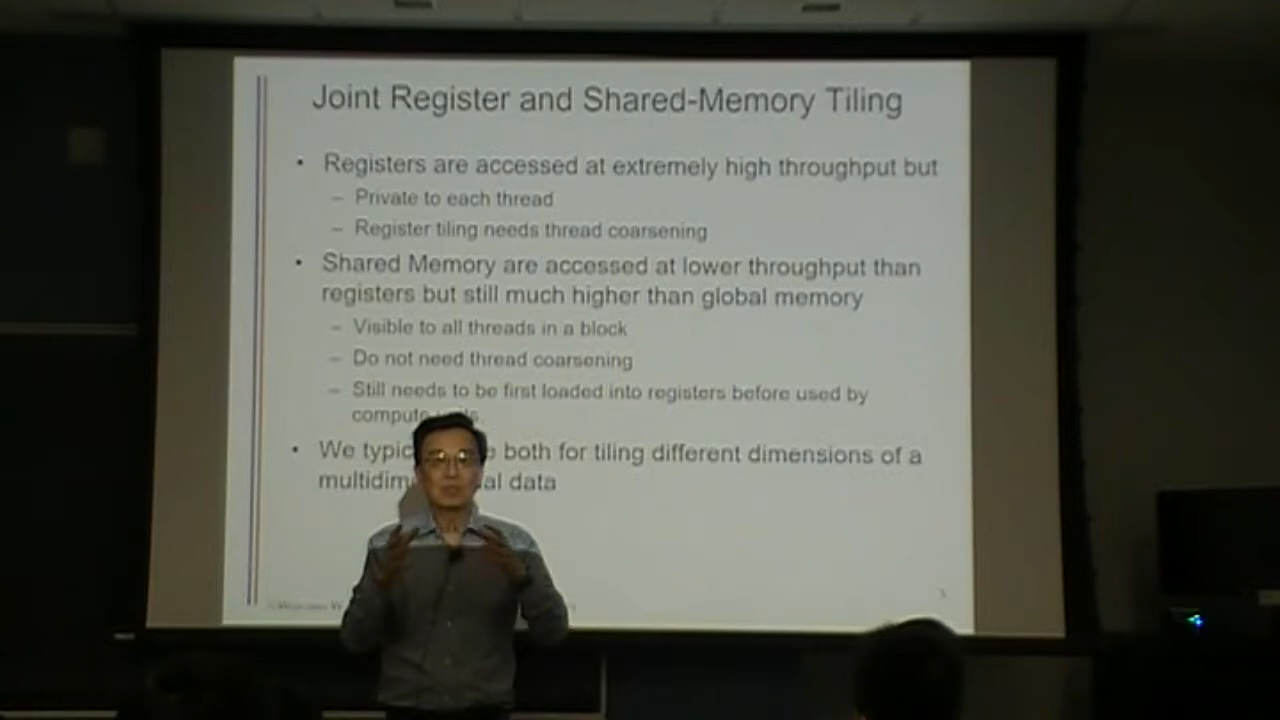 Joint Register and Shared-Memory Tiling
• Registers are accessed at extremely high throughput but
– Private to each thread
– Register tiling needs thread coarsening
• Shared Memory are accessed at lower throughput than
registers but still much higher than global memory
– Visible to all threads in a block
– Do not need thread coarsening
– Still needs to be first loaded into registers before used by
compute
• We both for tiling different dimensions of a
data